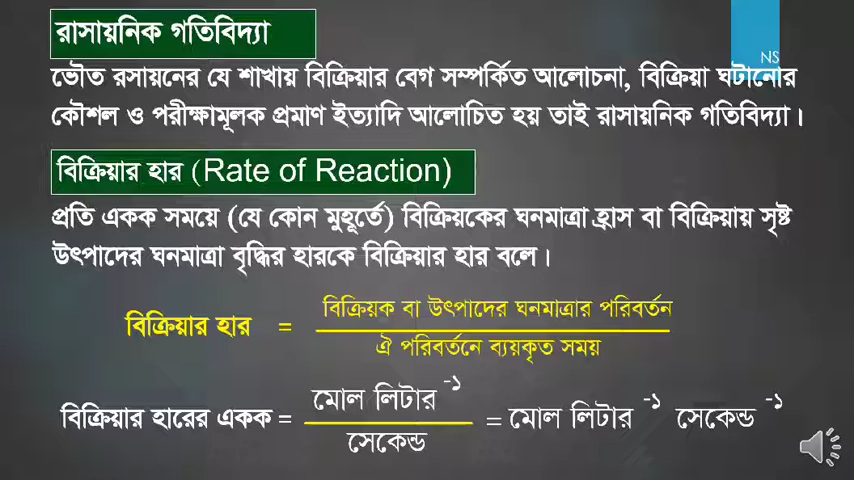 NS
রাসায়নিক গতিবিদ্যা
ভৌত রসায়নের যে শাখায় বিক্রিয়ার বেগ সম্পর্কিত আলোচনা, বিক্রিয়া ঘটানোর
কৌশল ও পরীক্ষামূলক প্রমাণ ইত্যাদি আলোচিত হয় তাই রাসায়নিক গতিবিদ্যা।
বিক্রিয়ার হার (Rate of Reaction)
প্রতি একক সময়ে (যে কোন মুহূর্তে) বিক্রিয়কের ঘনমাত্রা হ্রাস বা বিক্রিয়ায় সৃষ্ট
উৎপাদের ঘনমাত্রা বৃদ্ধির হারকে বিক্রিয়ার হার বলে।
বিক্রিয়ার হার = বিক্রিয়ক বা উৎপাদের ঘনমাত্রার পরিবর্তন
ঐ পরিবর্তনে ব্যয়কৃত সময়
বিক্রিয়ার হারের একক = মোল লিটার⁻১ = মোল লিটার⁻১ সেকেন্ড⁻১
সেকেন্ড